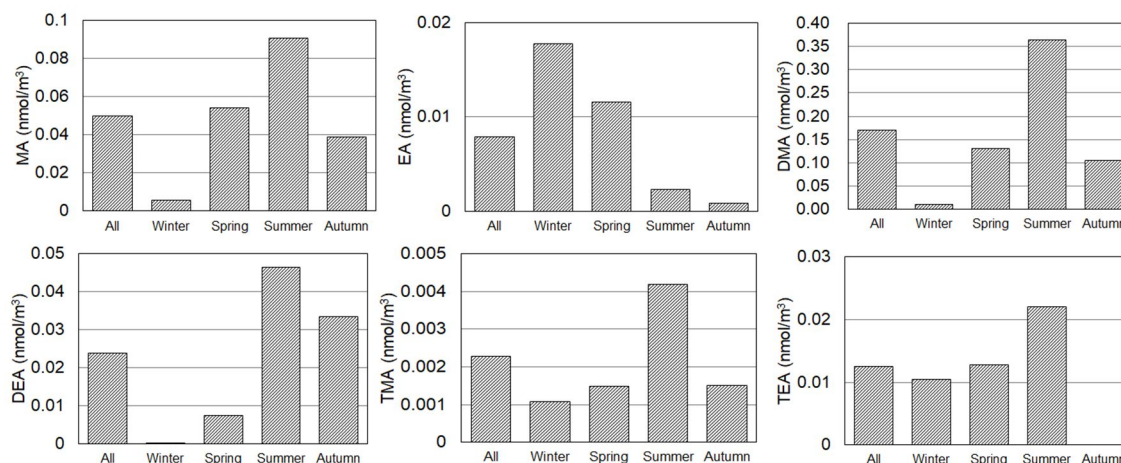 0.1
0.08
0.06
0.04
0.02
0
MA (nmol/m³)
All Winter Spring Summer Autumn
0.02
0.01
0
EA (nmol/m³)
All Winter Spring Summer Autumn
0.40
0.35
0.30
0.25
0.20
0.15
0.10
0.05
0.00
DMA (nmol/m³)
All Winter Spring Summer Autumn
0.05
0.04
0.03
0.02
0.01
0
DEA (nmol/m³)
All Winter Spring Summer Autumn
0.005
0.004
0.003
0.002
0.001
0
TMA (nmol/m³)
All Winter Spring Summer Autumn
0.03
0.02
0.01
0
TEA (nmol/m³)
All Winter Spring Summer Autumn